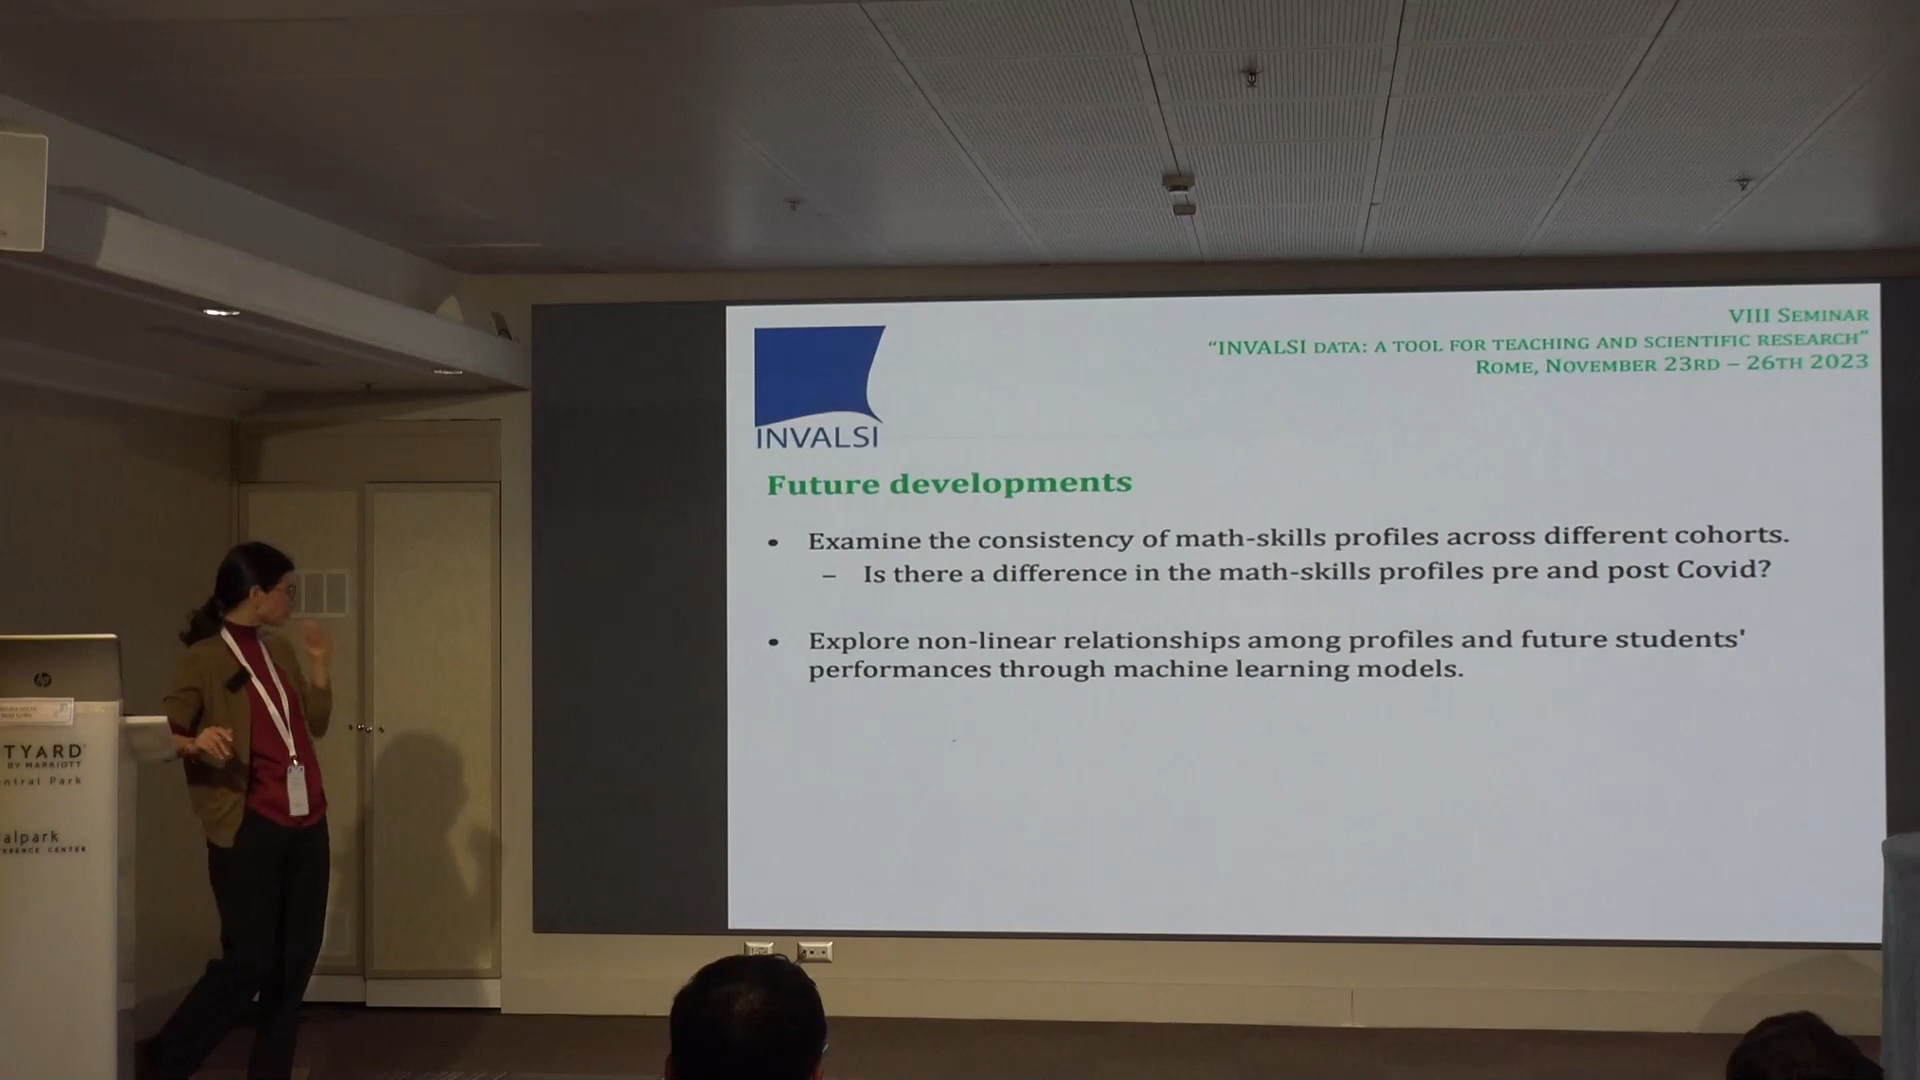 VIII SEMINAR
“INVALSI DATA: A TOOL FOR TEACHING AND SCIENTIFIC RESEARCH”
ROME, NOVEMBER 23RD – 26TH 2023
INVALSI
Future developments
• Examine the consistency of math-skills profiles across different cohorts.
– Is there a difference in the math-skills profiles pre and post Covid?
• Explore non-linear relationships among profiles and future students'
performances through machine learning models.
hp
TYARD
BY MARRIOTT
ntral Park
alpark
ERENCE CENTER